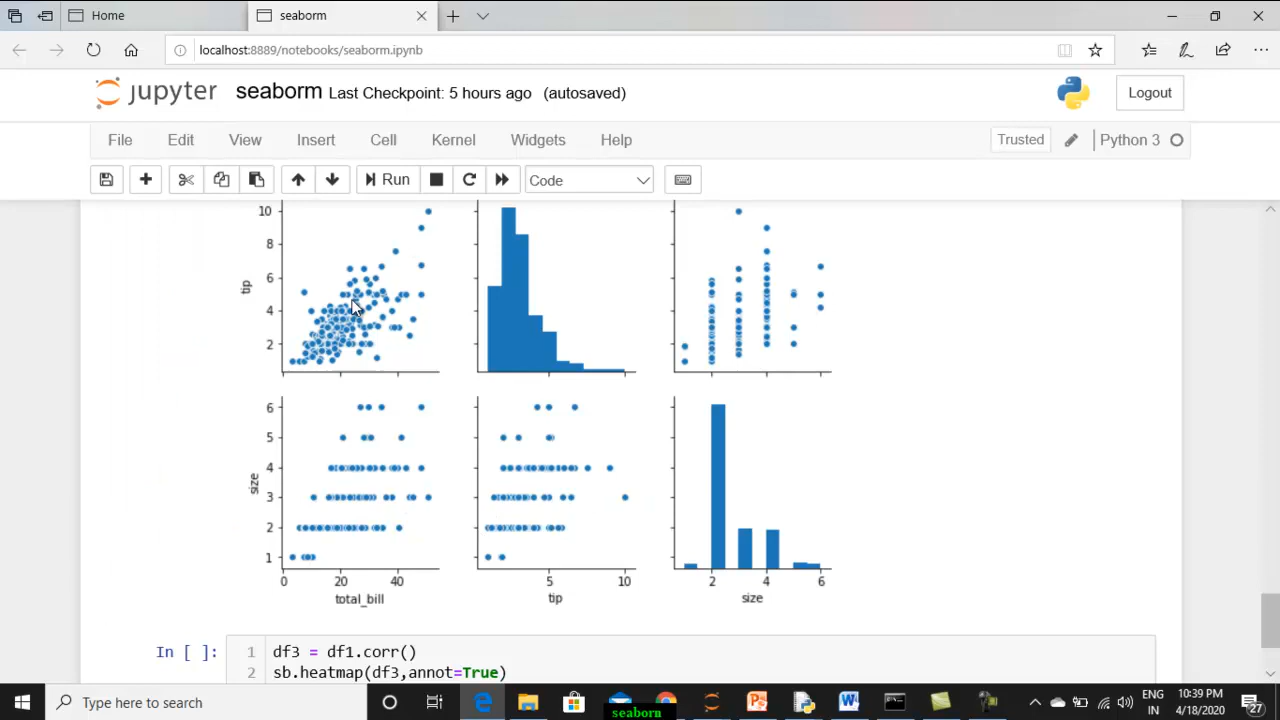 Home
seaborm
localhost:8889/notebooks/seaborm.ipynb
jupyter seaborm Last Checkpoint: 5 hours ago (autosaved)
Logout
File Edit View Insert Cell Kernel Widgets Help
Trusted Python 3
Run Code
10
8
6
4
2
tip
6
5
4
3
2
1
size
0 20 40 5 10 2 4 6
total_bill tip size
In [ ]: 1 df3 = df1.corr()
2 sb.heatmap(df3,annot=True)
Type here to search
ENG 10:39 PM
IN 4/18/2020
27
seaborn